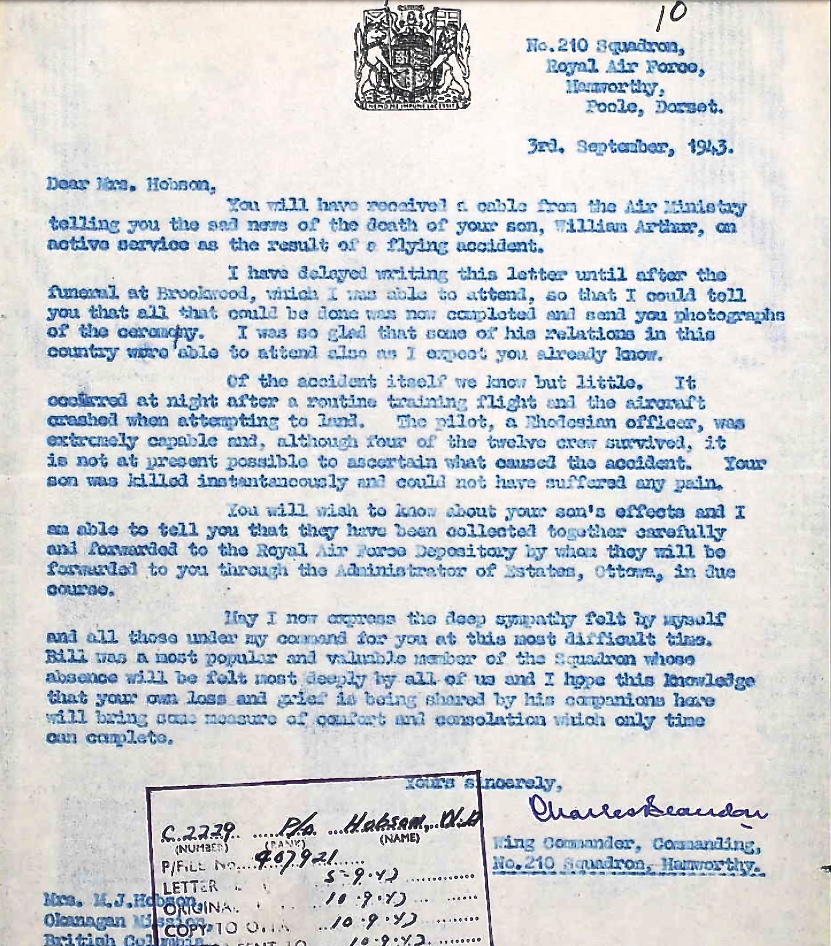 10
NEMO ME IMPUNE LACESSIT
No.210 Squadron,
Royal Air Force,
Hamworthy,
Poole, Dorset.
3rd. September, 1943.
Dear Mrs. Hobson,
You will have received a cable from the Air Ministry
telling you the sad news of the death of your son, William Arthur, on
active service as the result of a flying accident.
I have delayed writing this letter until after the
funeral at Brookwood, which I was able to attend, so that I could tell
you that all that could be done was now completed and send you photographs
of the ceremony. I was so glad that some of his relations in this
country were able to attend also as I expect you already know.
Of the accident itself we know but little. It
occurred at night after a routine training flight and the aircraft
crashed when attempting to land. The pilot, a Rhodesian officer, was
extremely capable and, although four of the twelve crew survived, it
is not at present possible to ascertain what caused the accident. Your
son was killed instantaneously and could not have suffered any pain.
You will wish to know about your son's effects and I
am able to tell you that they have been collected together carefully
and forwarded to the Royal Air Force Depository by whom they will be
forwarded to you through the Administrator of Estates, Ottawa, in due
course.
May I now express the deep sympathy felt by myself
and all those under my command for you at this most difficult time.
Bill was a most popular and valuable member of the Squadron whose
absence will be felt most deeply by all of us and I hope this knowledge
that your own loss and grief is being shared by his companions here
will bring some measure of comfort and consolation which only time
can complete.
Yours sincerely,
Charles Beandon
Wing Commander, Commanding,
No.210 Squadron, Hamworthy.
C.2229 P/O Hobson, W.A
(NUMBER) (RANK) (NAME)
P/FILE No. 407921
LETTER 5-9-43
ORIGINAL 10-9-43
COPY TO 10-9-43
SENT TO 10-9-43
Mrs. M.J.Hobson,
Okanagan Mission,
British Columbia